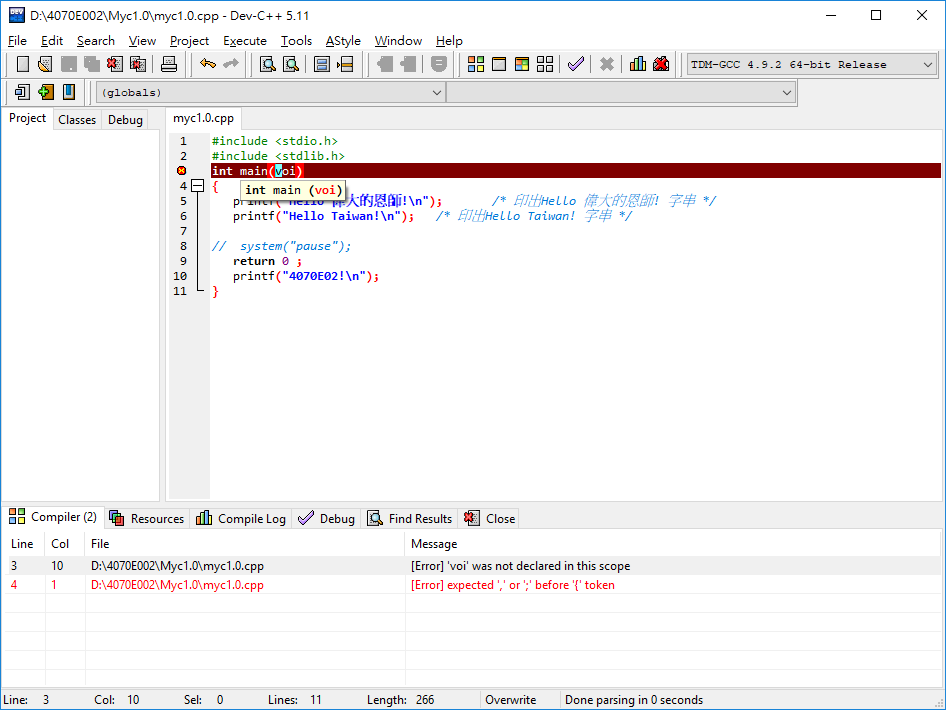 D:\4070E002\Myc1.0\myc1.0.cpp - Dev-C++ 5.11
File Edit Search View Project Execute Tools AStyle Window Help
TDM-GCC 4.9.2 64-bit Release
(globals)
Project Classes Debug
myc1.0.cpp
1 #include <stdio.h>
2 #include <stdlib.h>
int main(voi)
4 {
int main (voi)
5 printf("Hello 偉大的恩師!\n"); /* 印出Hello 偉大的恩師! 字串 */
6 printf("Hello Taiwan!\n"); /* 印出Hello Taiwan! 字串 */
7
8 // system("pause");
9 return 0 ;
10 printf("4070E02!\n");
11 }
Compiler (2) Resources Compile Log Debug Find Results Close
Line Col File Message
3 10 D:\4070E002\Myc1.0\myc1.0.cpp [Error] 'voi' was not declared in this scope
4 1 D:\4070E002\Myc1.0\myc1.0.cpp [Error] expected ',' or ';' before '{' token
Line: 3 Col: 10 Sel: 0 Lines: 11 Length: 266 Overwrite Done parsing in 0 seconds